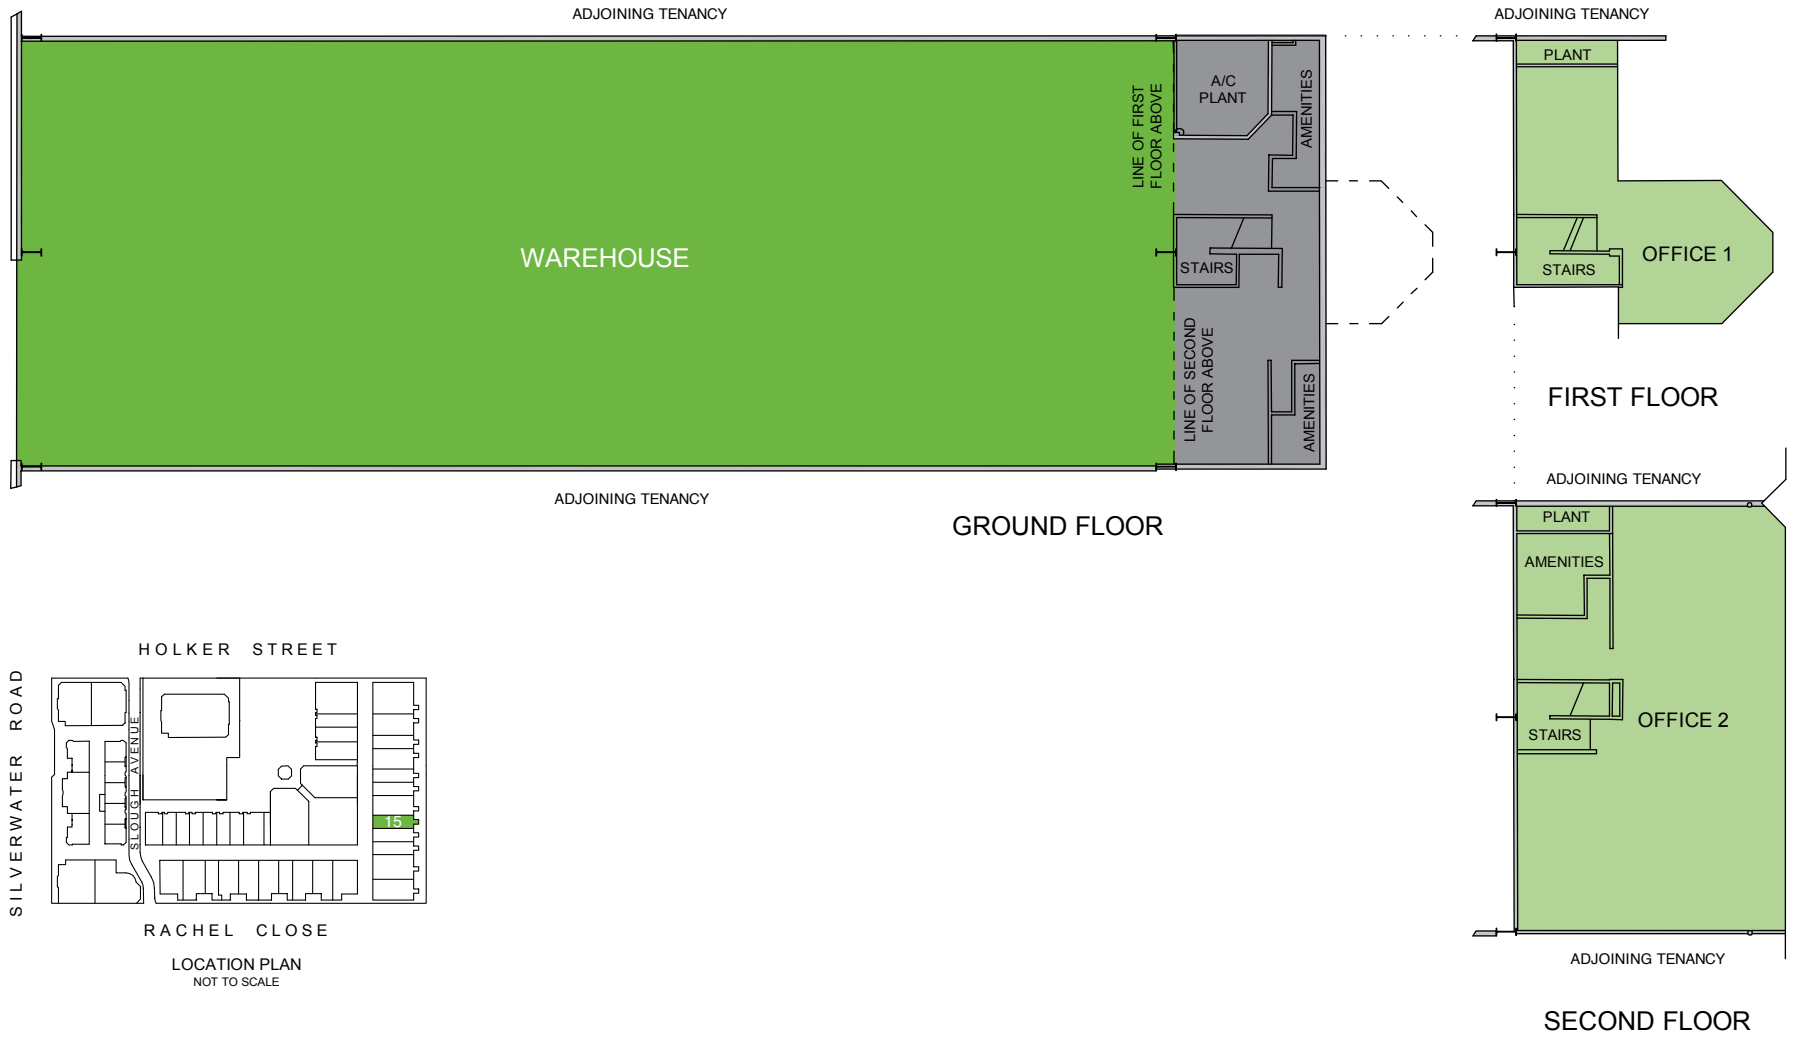 ADJOINING TENANCY
ADJOINING TENANCY
A/C
PLANT
AMENITIES
LINE OF FIRST
FLOOR ABOVE
WAREHOUSE
STAIRS
LINE OF SECOND
FLOOR ABOVE
AMENITIES
ADJOINING TENANCY
GROUND FLOOR
PLANT
OFFICE 1
STAIRS
FIRST FLOOR
ADJOINING TENANCY
PLANT
AMENITIES
OFFICE 2
STAIRS
ADJOINING TENANCY
SECOND FLOOR
HOLKER STREET
SILVERWATER ROAD
SLOUGH AVENUE
15
RACHEL CLOSE
LOCATION PLAN
NOT TO SCALE